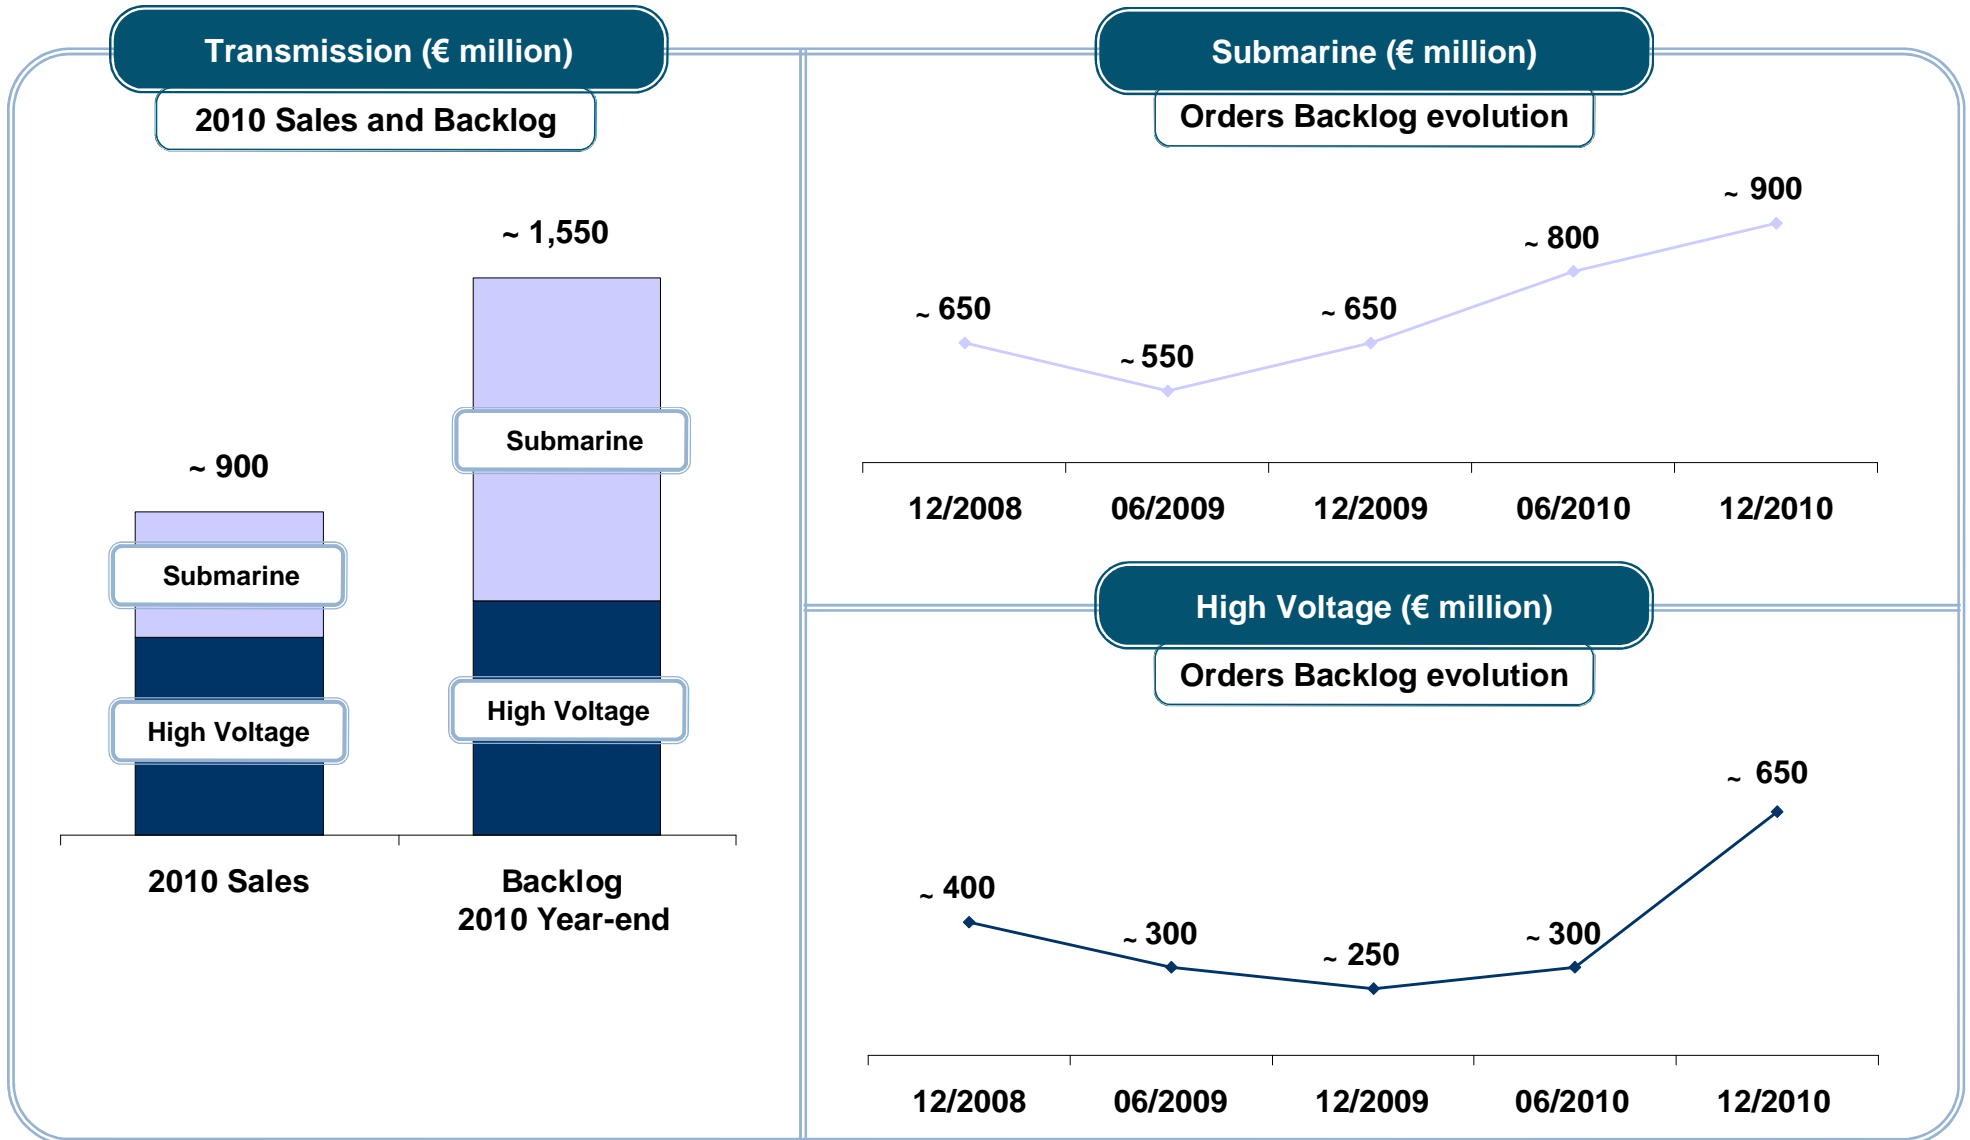 Transmission (€ million)
2010 Sales and Backlog
~ 1,550
~ 900
Submarine
Submarine
High Voltage
High Voltage
2010 Sales
Backlog
2010 Year-end
Submarine (€ million)
Orders Backlog evolution
~ 650
~ 550
~ 650
~ 800
~ 900
12/2008 06/2009 12/2009 06/2010 12/2010
High Voltage (€ million)
Orders Backlog evolution
~ 400
~ 300
~ 250
~ 300
~ 650
12/2008 06/2009 12/2009 06/2010 12/2010